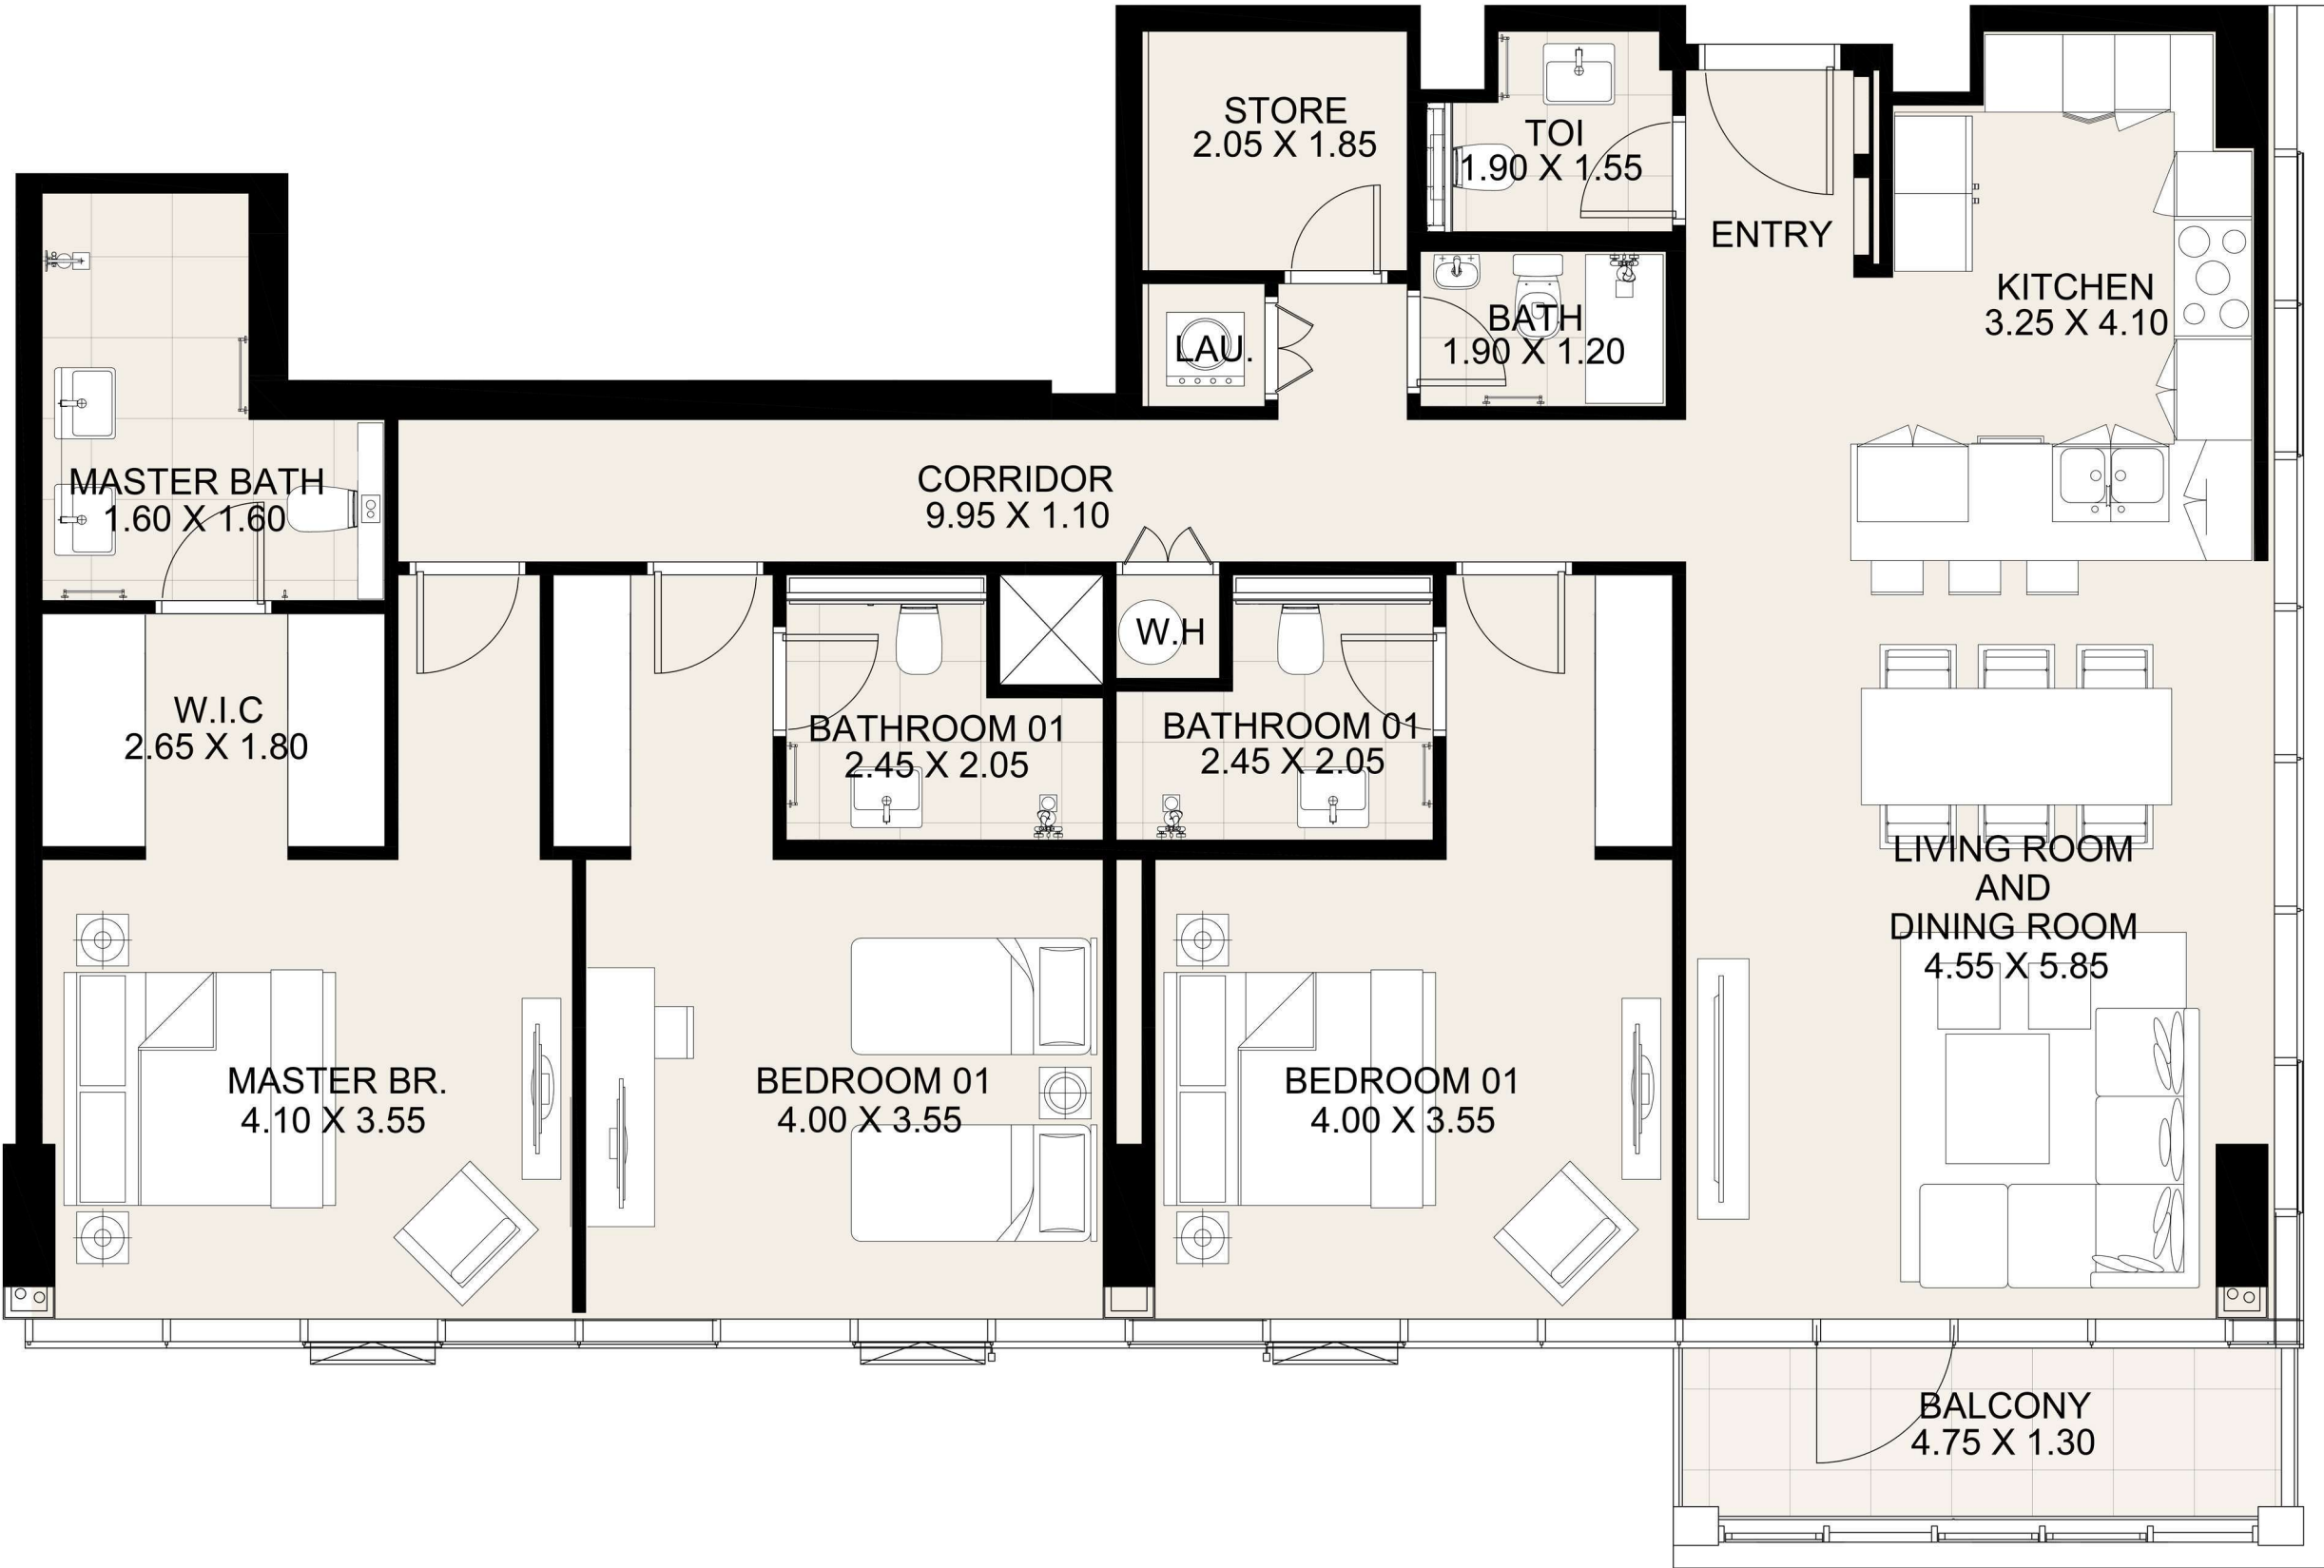 STORE
2.05 X 1.85
TOI
1.90 X 1.55
ENTRY
KITCHEN
3.25 X 4.10
LAU.
BATH
1.90 X 1.20
MASTER BATH
1.60 X 1.60
CORRIDOR
9.95 X 1.10
W.H
W.I.C
2.65 X 1.80
BATHROOM 01
2.45 X 2.05
BATHROOM 01
2.45 X 2.05
LIVING ROOM
AND
DINING ROOM
4.55 X 5.85
MASTER BR.
4.10 X 3.55
BEDROOM 01
4.00 X 3.55
BEDROOM 01
4.00 X 3.55
BALCONY
4.75 X 1.30